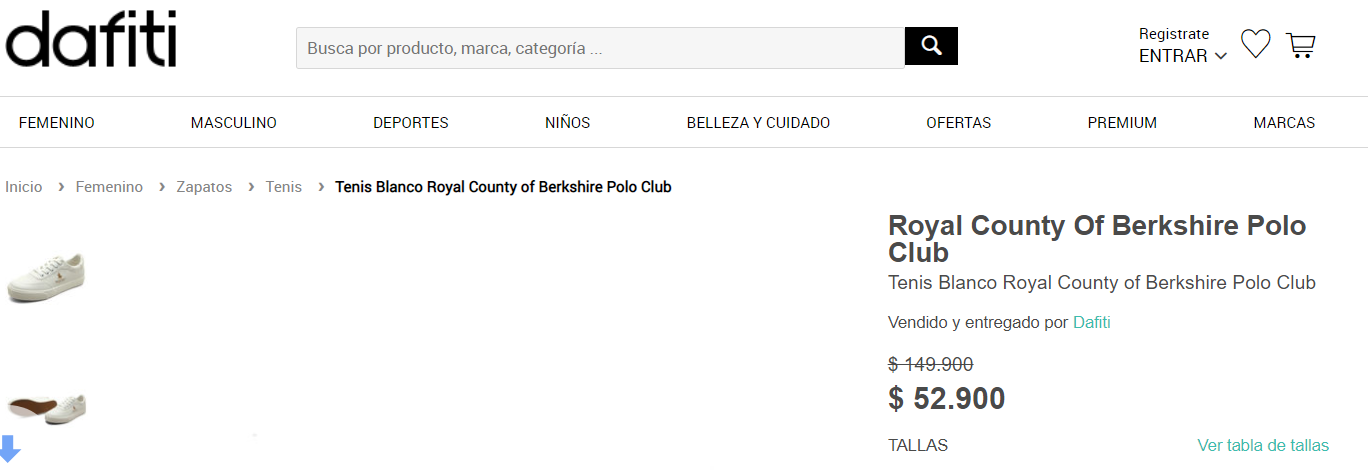 dafiti
Busca por producto, marca, categoría ...
Registrate
ENTRAR
FEMENINO MASCULINO DEPORTES NIÑOS BELLEZA Y CUIDADO OFERTAS PREMIUM MARCAS
Inicio › Femenino › Zapatos › Tenis › Tenis Blanco Royal County of Berkshire Polo Club
Royal County Of Berkshire Polo
Club
Tenis Blanco Royal County of Berkshire Polo Club
Vendido y entregado por Dafiti
$ 149.900
$ 52.900
TALLAS Ver tabla de tallas